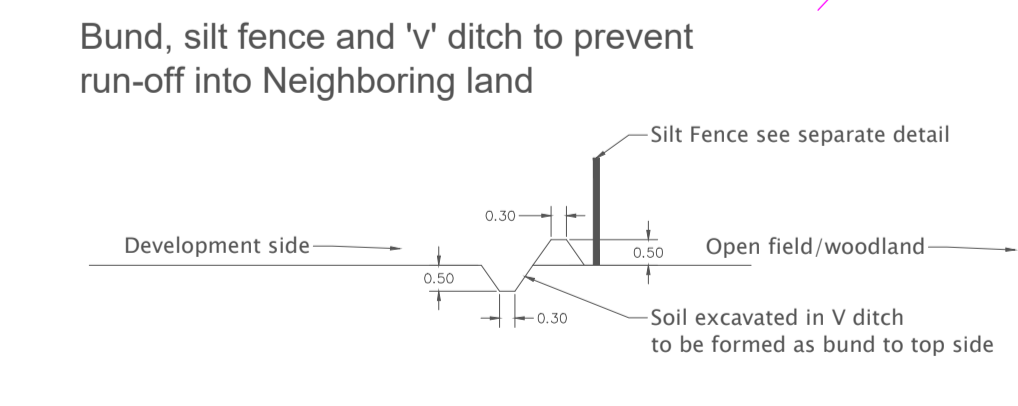 Bund, silt fence and 'v' ditch to prevent
run-off into Neighboring land
Silt Fence see separate detail
0.30
Development side
0.50
Open field/woodland
0.50
0.30
Soil excavated in V ditch
to be formed as bund to top side